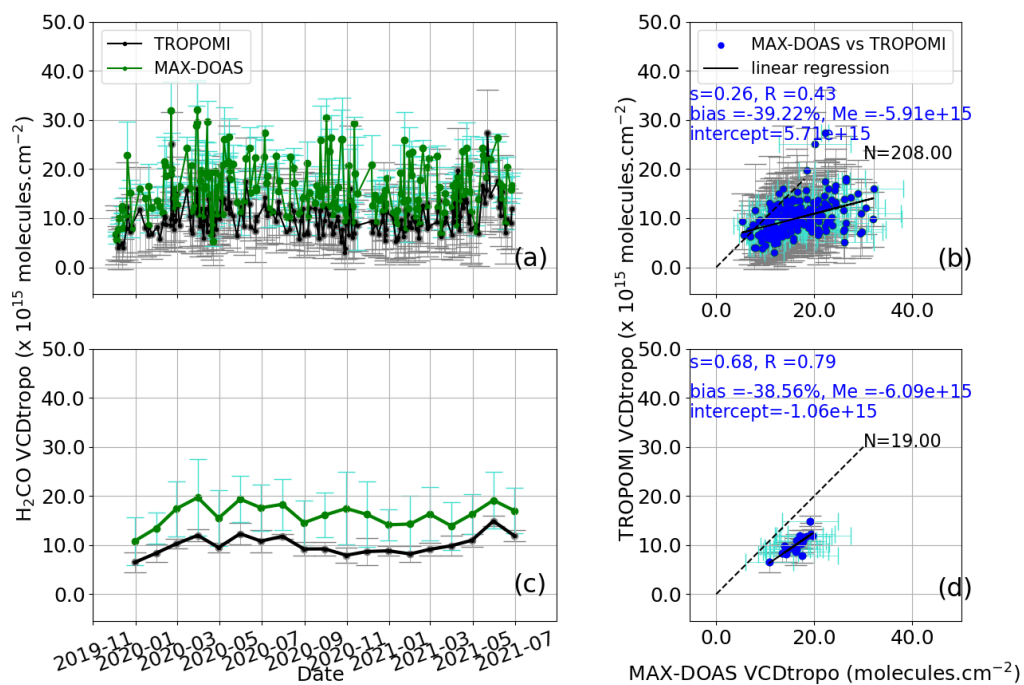 50.0
40.0
30.0
20.0
10.0
0.0
TROPOMI
MAX-DOAS
(a)
50.0
40.0
30.0
20.0
10.0
0.0
MAX-DOAS vs TROPOMI
linear regression
s=0.26, R =0.43
bias =-39.22%, Me =-5.91e+15
intercept=5.71e+15
N=208.00
(b)
0.0 20.0 40.0
H₂CO VCDtropo (x 10¹⁵ molecules.cm⁻²)
TROPOMI VCDtropo (x 10¹⁵ molecules.cm⁻²)
50.0
40.0
30.0
20.0
10.0
0.0
(c)
2019-11 2020-01 2020-03 2020-05 2020-07 2020-09 2020-11 2021-01 2021-03 2021-05 2021-07
Date
50.0
40.0
30.0
20.0
10.0
0.0
s=0.68, R =0.79
bias =-38.56%, Me =-6.09e+15
intercept=-1.06e+15
N=19.00
(d)
0.0 20.0 40.0
MAX-DOAS VCDtropo (molecules.cm⁻²)